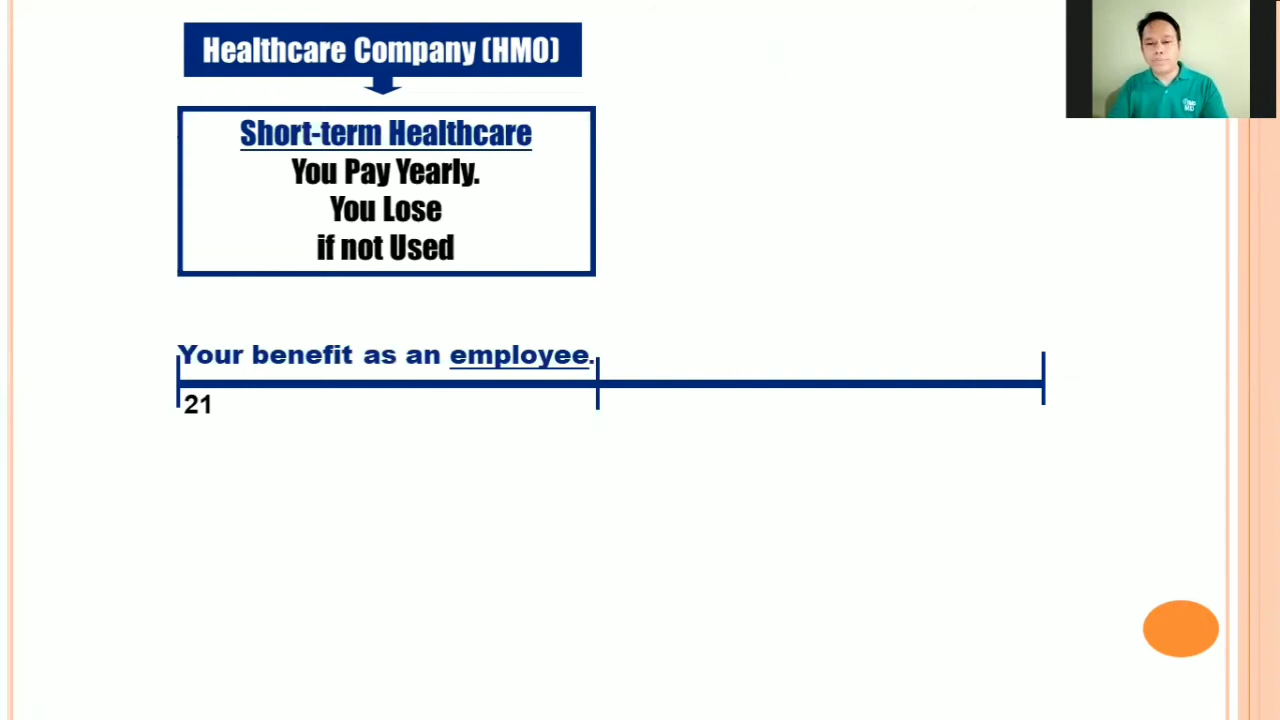 Healthcare Company (HMO)
Short-term Healthcare
You Pay Yearly.
You Lose
if not Used
Your benefit as an employee.
21